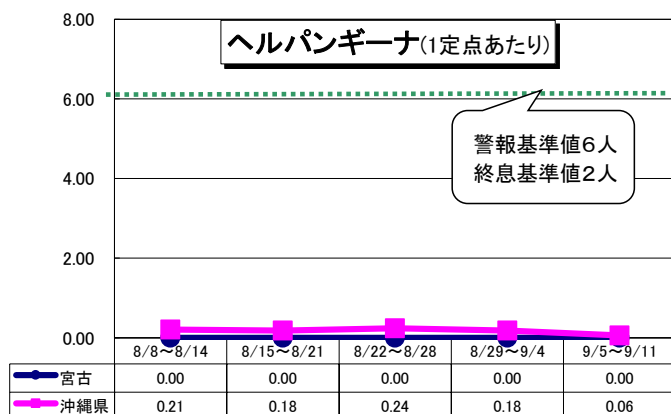 ヘルパンギーナ(1定点あたり)
8.00
6.00
4.00
2.00
0.00
警報基準値6人
終息基準値2人
8/8～8/14 8/15～8/21 8/22～8/28 8/29～9/4 9/5～9/11
宮古 0.00 0.00 0.00 0.00 0.00
沖縄県 0.21 0.18 0.24 0.18 0.06